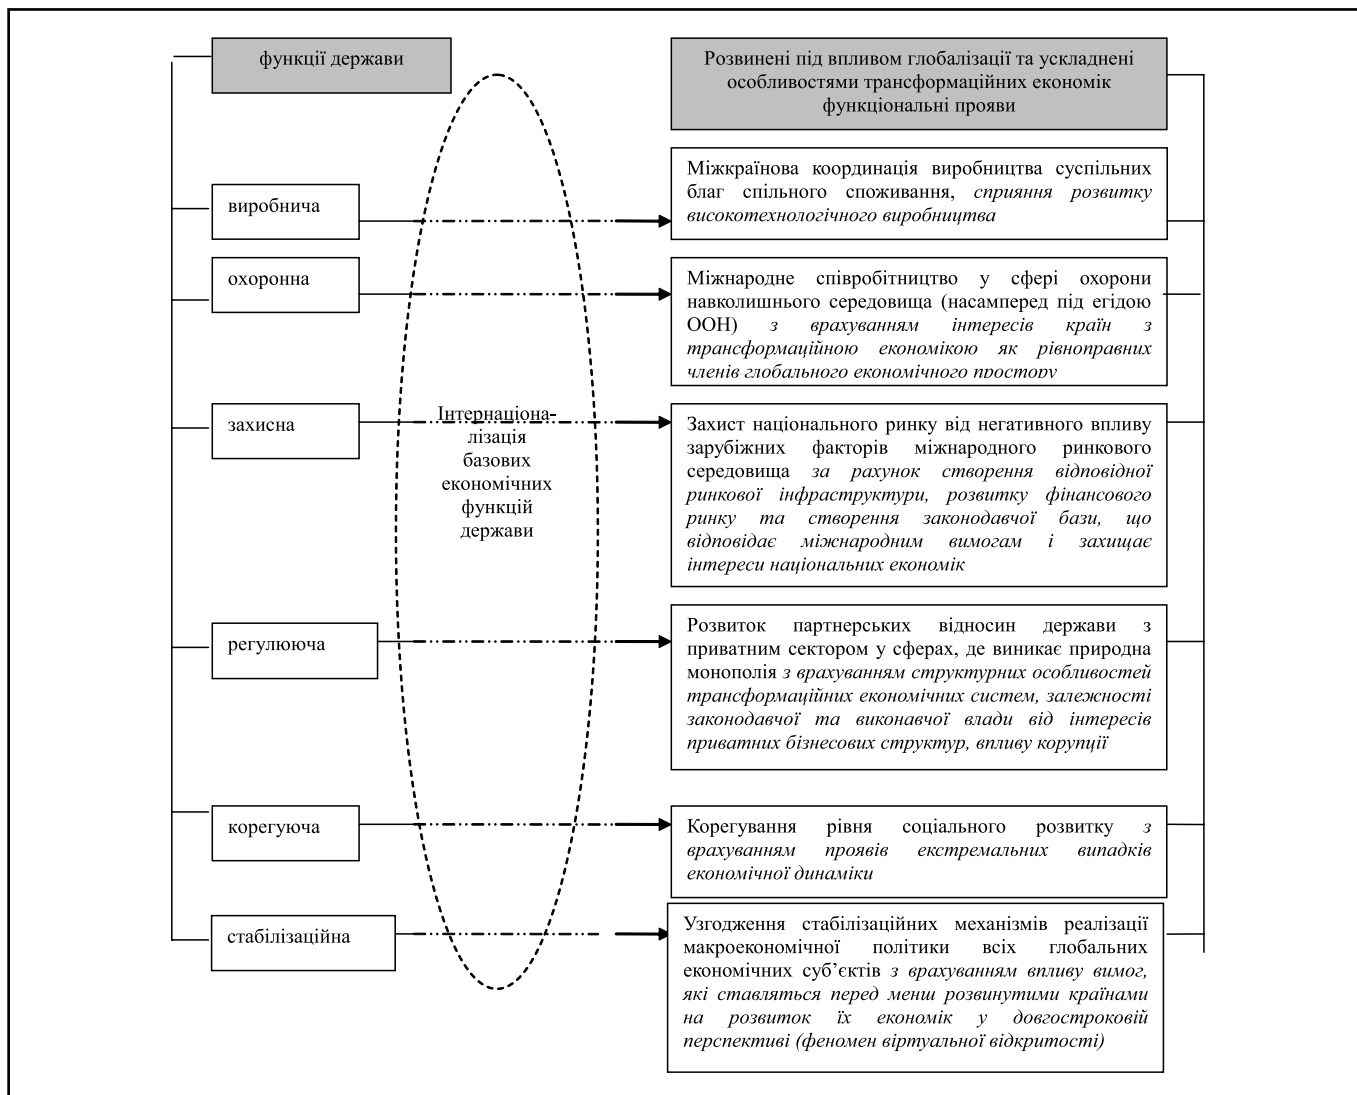 функції держави
Розвинені під впливом глобалізації та ускладнені
особливостями трансформаційних економік
функціональні прояви
виробнича
Міжкраїнова координація виробництва суспільних
благ спільного споживання, сприяння розвитку
високотехнологічного виробництва
охоронна
Міжнародне співробітництво у сфері охорони
навколишнього середовища (насамперед під егідою
ООН) з врахуванням інтересів країн з
трансформаційною економікою як рівноправних
членів глобального економічного простору
захисна
Інтернаціона-
лізація
базових
економічних
функцій
держави
Захист національного ринку від негативного впливу
зарубіжних факторів міжнародного ринкового
середовища за рахунок створення відповідної
ринкової інфраструктури, розвитку фінансового
ринку та створення законодавчої бази, що
відповідає міжнародним вимогам і захищає
інтереси національних економік
регулююча
Розвиток партнерських відносин держави з
приватним сектором у сферах, де виникає природна
монополія з врахуванням структурних особливостей
трансформаційних економічних систем, залежності
законодавчої та виконавчої влади від інтересів
приватних бізнесових структур, впливу корупції
корегуюча
Корегування рівня соціального розвитку з
врахуванням проявів екстремальних випадків
економічної динаміки
стабілізаційна
Узгодження стабілізаційних механізмів реалізації
макроекономічної політики всіх глобальних
економічних суб’єктів з врахуванням впливу вимог,
які ставляться перед менш розвинутими країнами
на розвиток їх економік у довгостроковій
перспективі (феномен віртуальної відкритості)